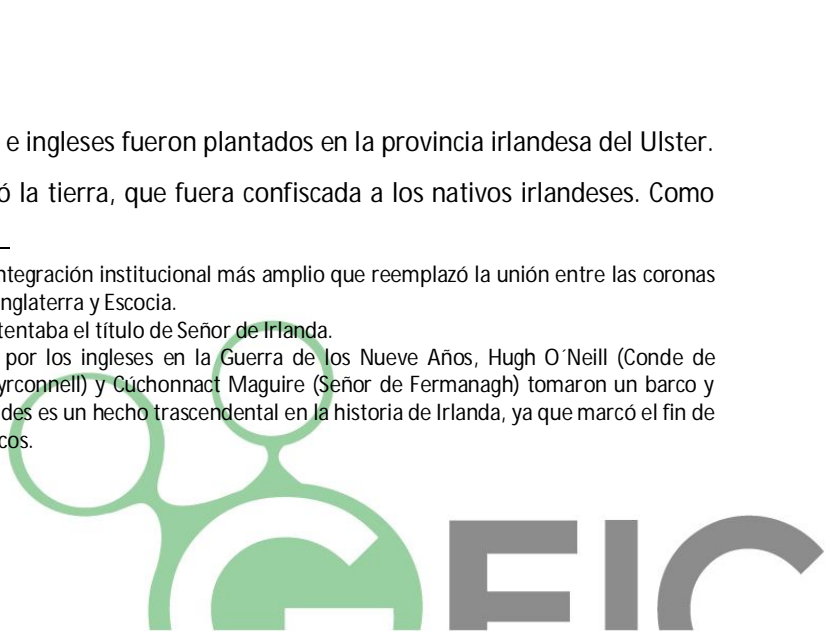 e ingleses fueron plantados en la provincia irlandesa del Ulster.
ó la tierra, que fuera confiscada a los nativos irlandeses. Como
ntegración institucional más amplio que reemplazó la unión entre las coronas
nglaterra y Escocia.
tentaba el título de Señor de Irlanda.
por los ingleses en la Guerra de los Nueve Años, Hugh O´Neill (Conde de
yrconnell) y Cúchonnact Maguire (Señor de Fermanagh) tomaron un barco y
des es un hecho trascendental en la historia de Irlanda, ya que marcó el fin de
cos.
GEIC